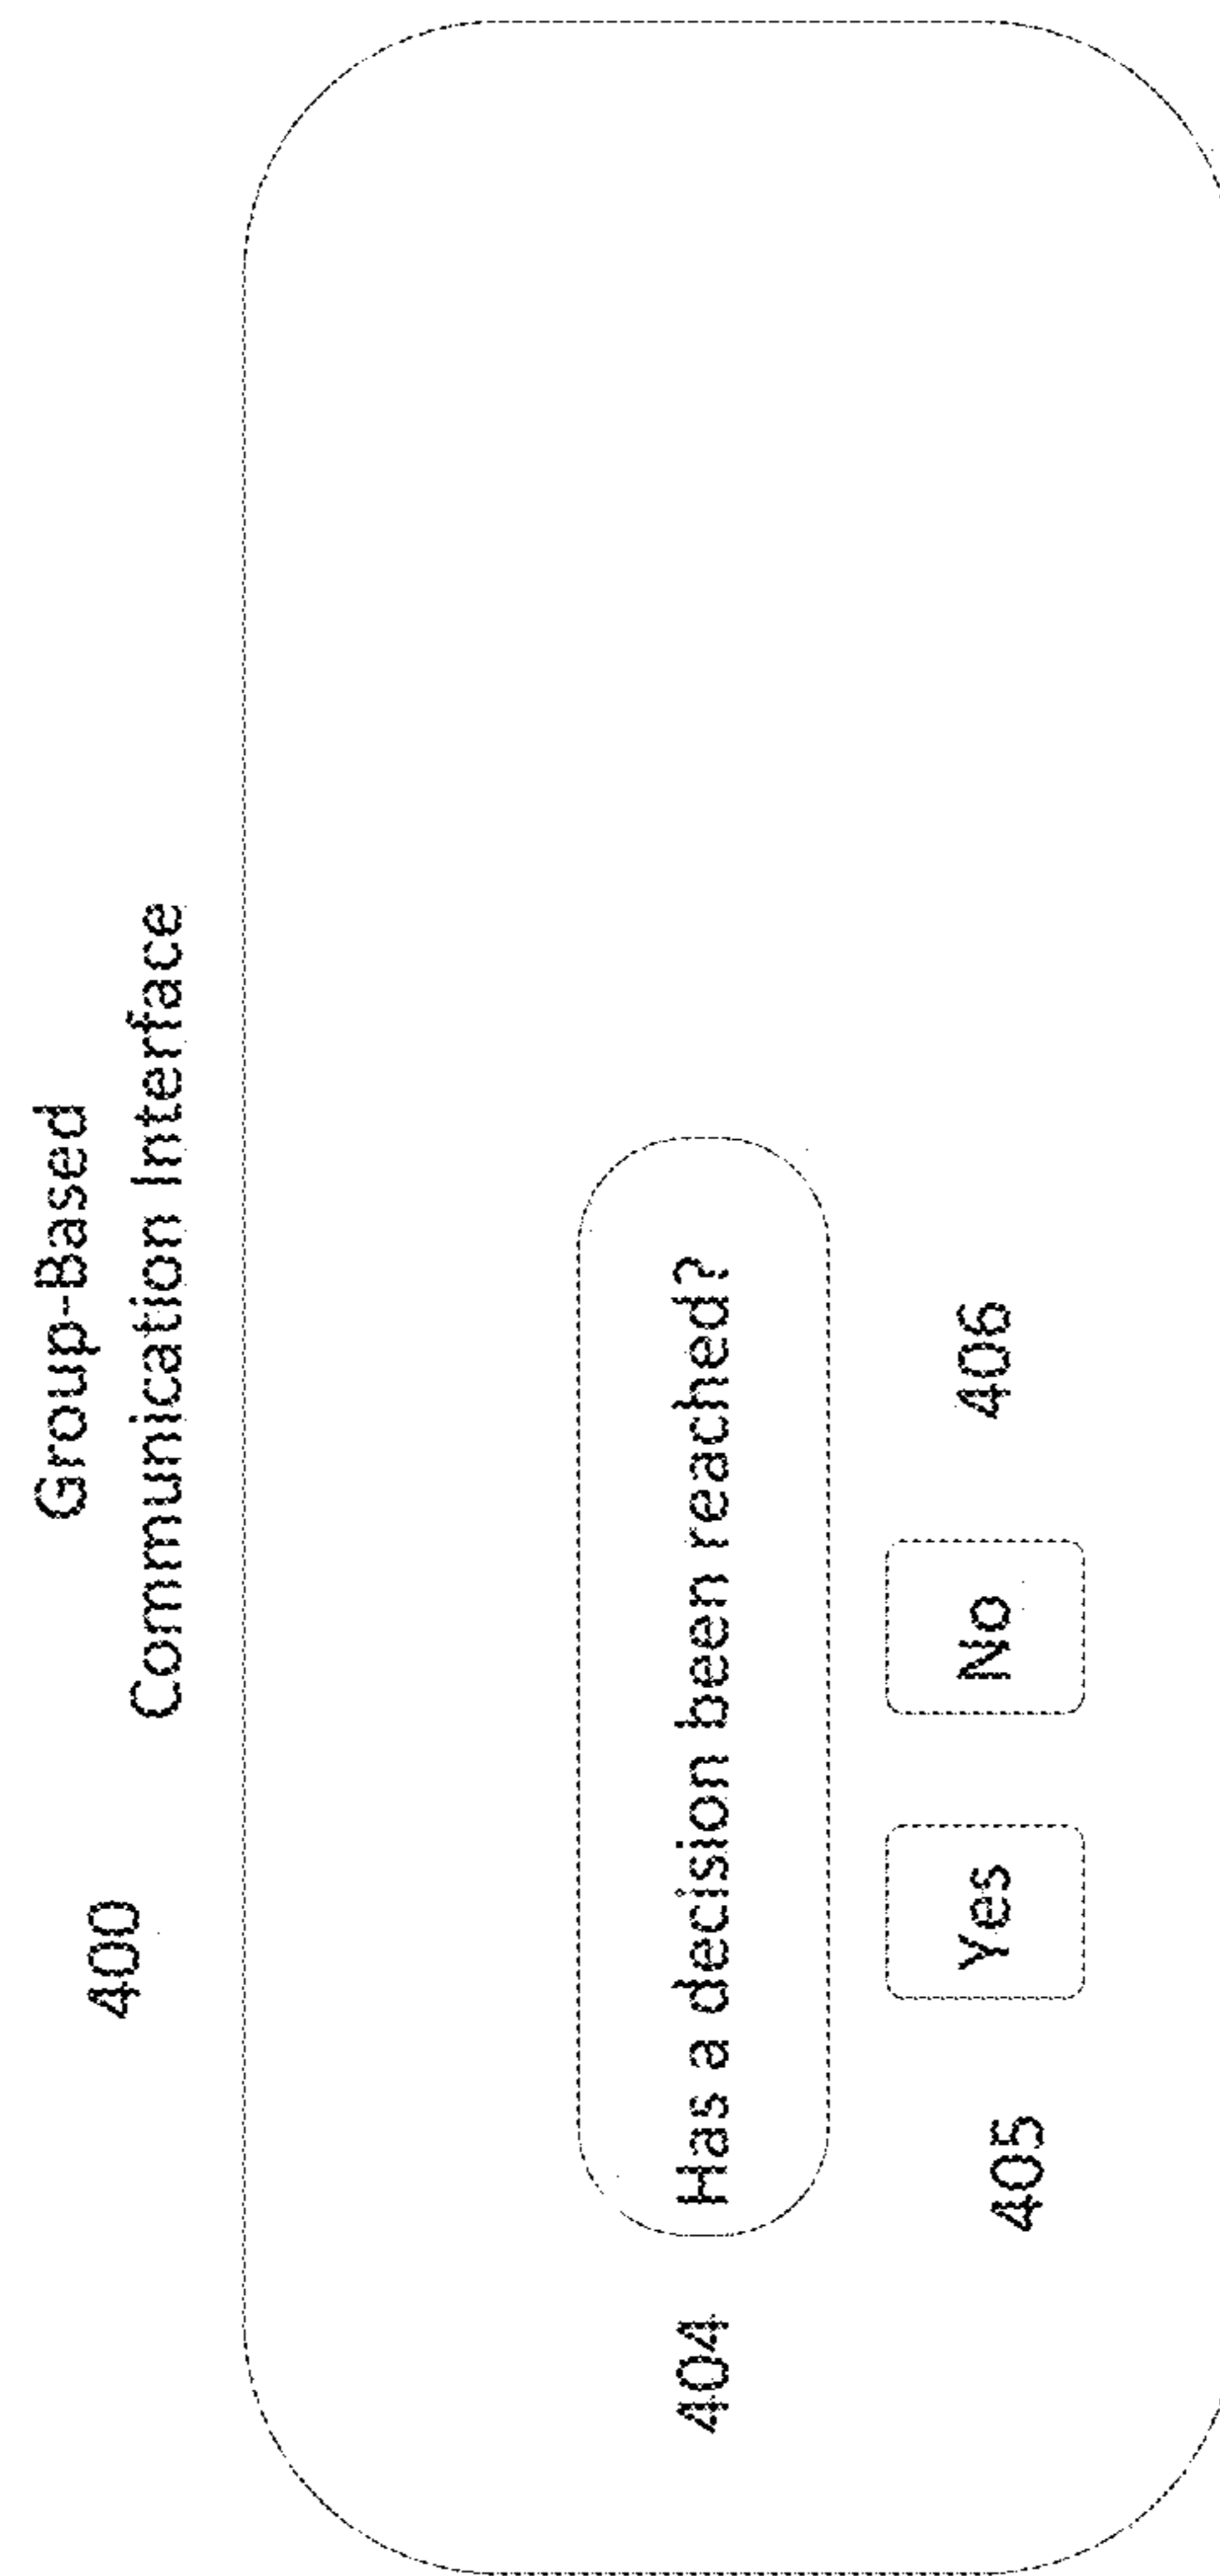 400
Group-Based
Communication Interface
404
Has a decision been reached?
405
Yes
No
406